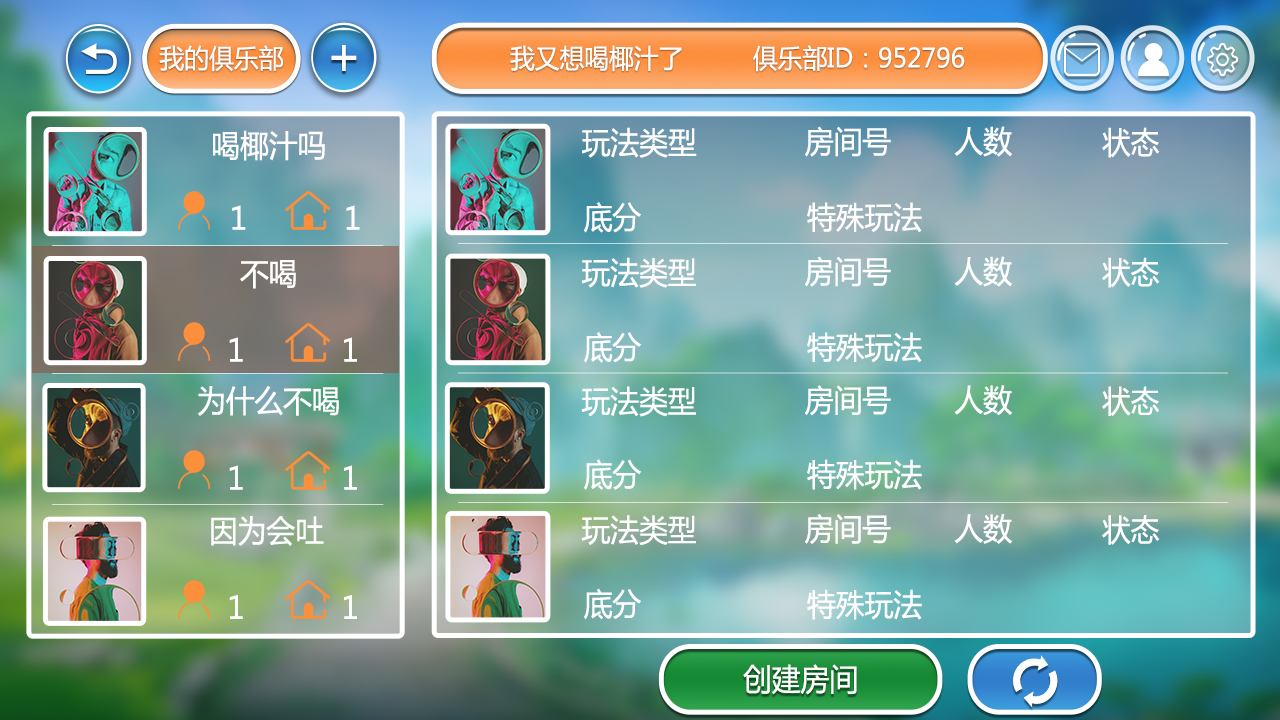 我的俱乐部
我又想喝椰汁了 俱乐部ID：952796
喝椰汁吗
1 1
不喝
1 1
为什么不喝
1 1
因为会吐
1 1
玩法类型 房间号 人数 状态
底分 特殊玩法
玩法类型 房间号 人数 状态
底分 特殊玩法
玩法类型 房间号 人数 状态
底分 特殊玩法
玩法类型 房间号 人数 状态
底分 特殊玩法
创建房间